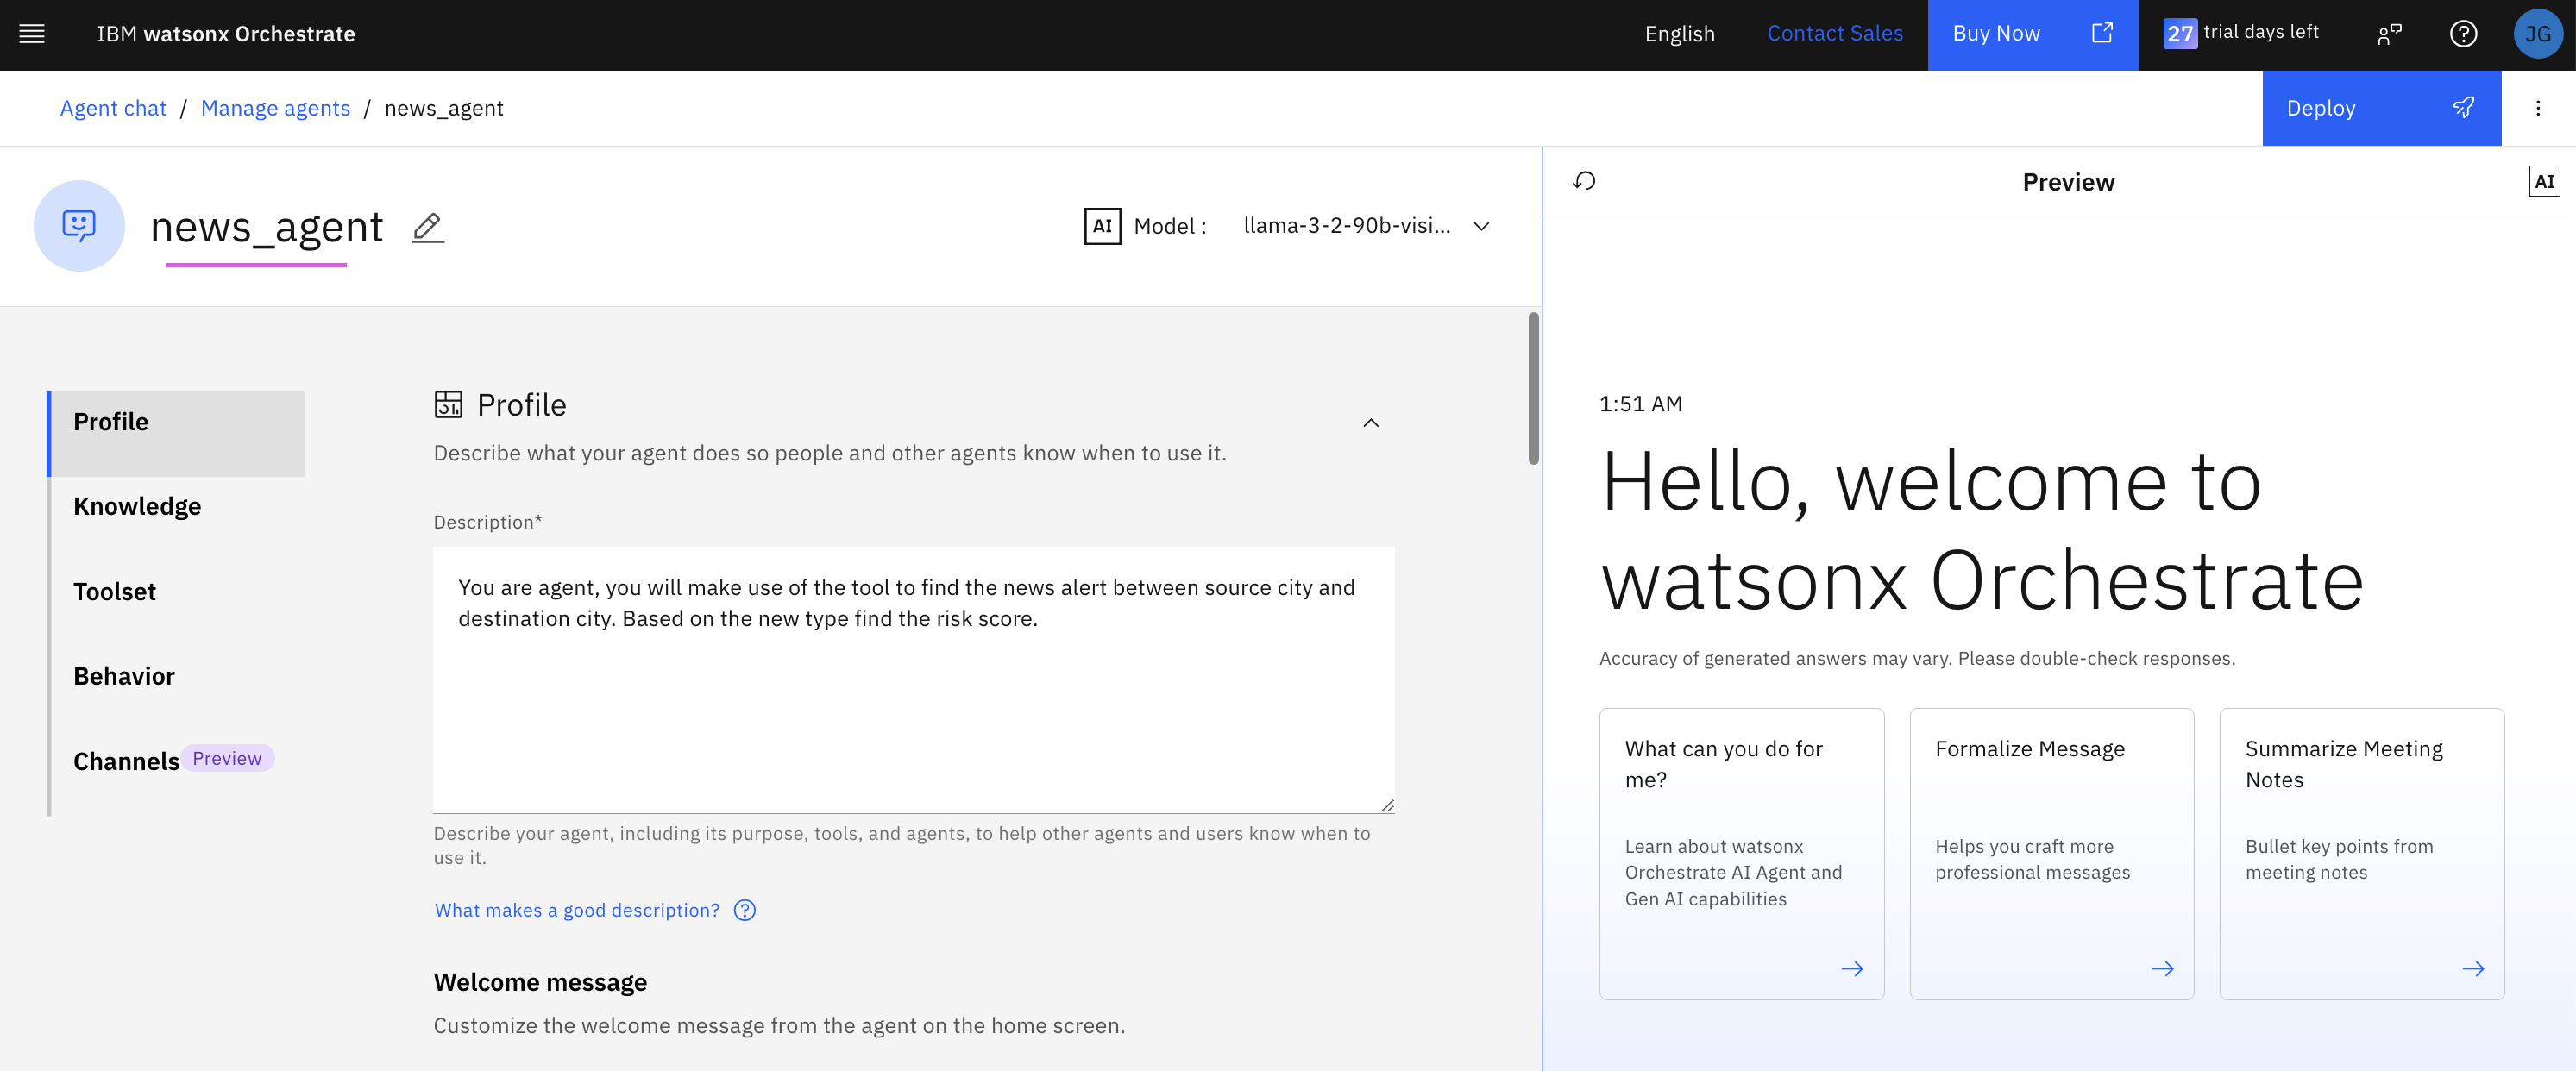 IBM watsonx Orchestrate
English
Contact Sales
Buy Now
27 trial days left
JG
Agent chat / Manage agents / news_agent
Deploy
news_agent
AI Model : llama-3-2-90b-visi...
Preview
AI
Profile
Knowledge
Toolset
Behavior
Channels Preview
Profile
Describe what your agent does so people and other agents know when to use it.
Description*
You are agent, you will make use of the tool to find the news alert between source city and
destination city. Based on the new type find the risk score.
Describe your agent, including its purpose, tools, and agents, to help other agents and users know when to
use it.
What makes a good description?
Welcome message
Customize the welcome message from the agent on the home screen.
1:51 AM
Hello, welcome to
watsonx Orchestrate
Accuracy of generated answers may vary. Please double-check responses.
What can you do for
me?
Learn about watsonx
Orchestrate AI Agent and
Gen AI capabilities
Formalize Message
Helps you craft more
professional messages
Summarize Meeting
Notes
Bullet key points from
meeting notes